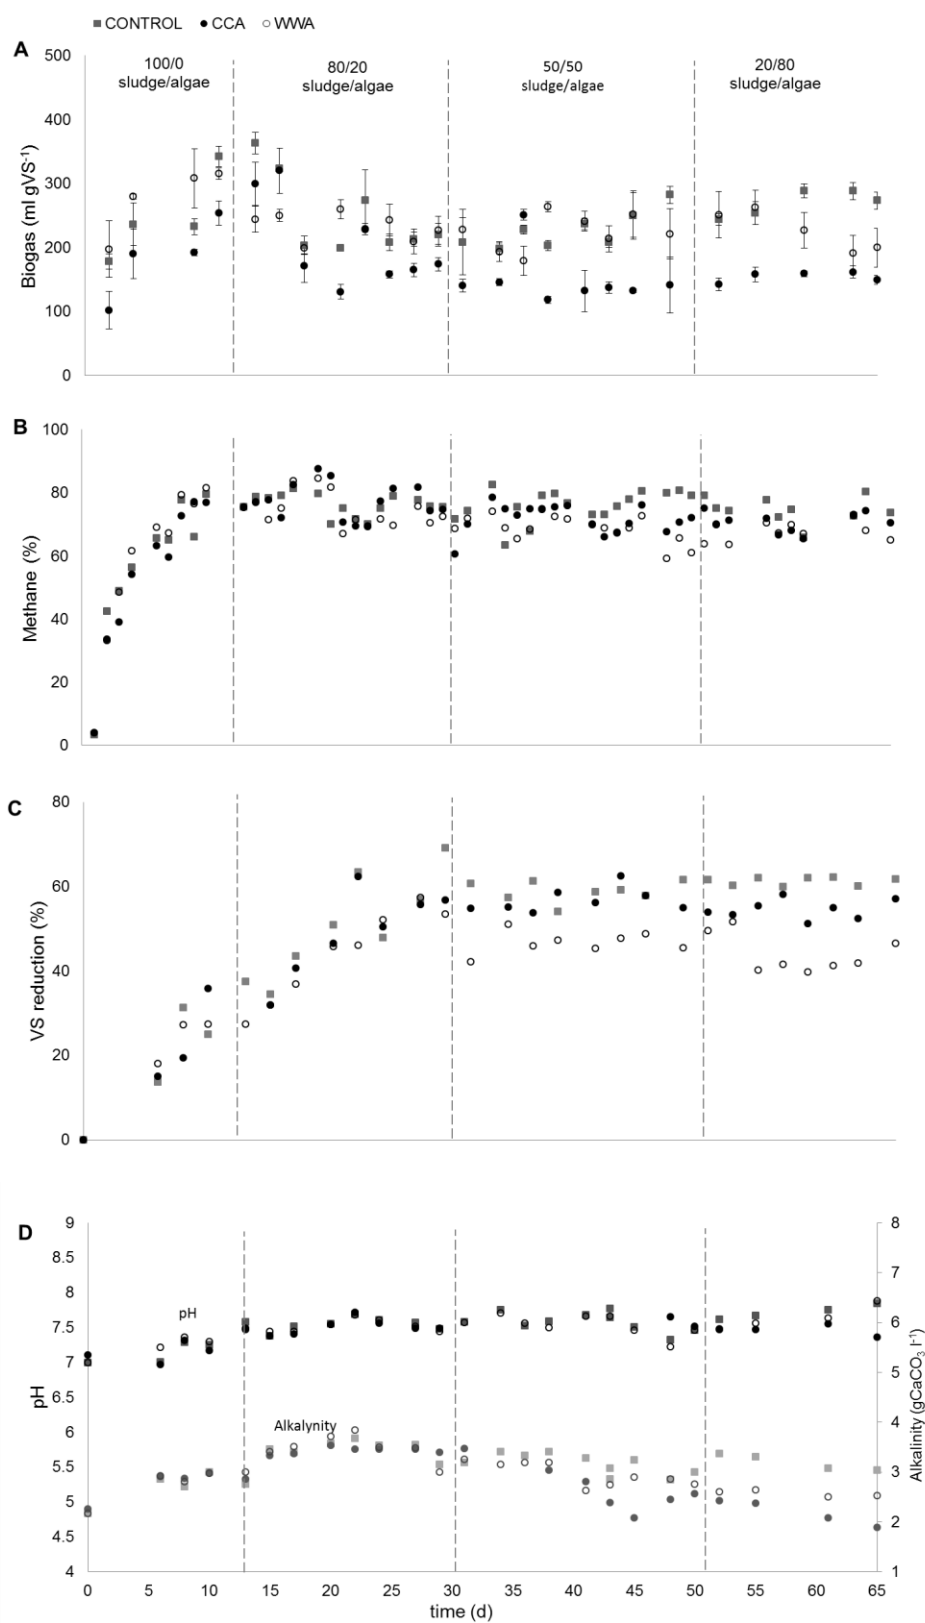 CONTROL CCA WWA
A
500
100/0
sludge/algae
80/20
sludge/algae
50/50
sludge/algae
20/80
sludge/algae
400
300
200
100
0
Biogas (ml gVS⁻¹)
B
100
80
60
40
20
0
Methane (%)
C
80
60
40
20
0
VS reduction (%)
D
9
8.5
8
7.5
7
6.5
6
5.5
5
4.5
4
pH
pH
Alkalynity
8
7
6
5
4
3
2
1
Alkalinity (gCaCO₃ l⁻¹)
0 5 10 15 20 25 30 35 40 45 50 55 60 65
time (d)